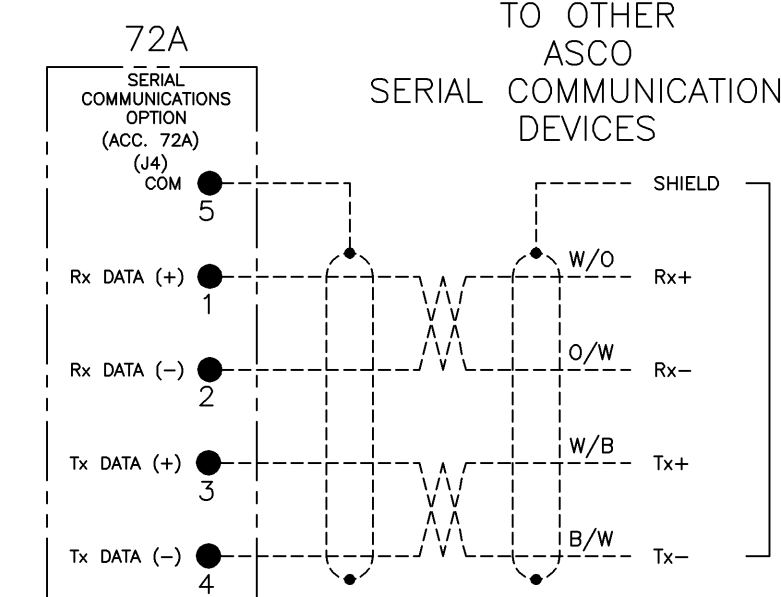 TO OTHER
ASCO
SERIAL COMMUNICATION
DEVICES
72A
SERIAL
COMMUNICATIONS
OPTION
(ACC. 72A)
(J4)
COM
5
SHIELD
Rx DATA (+)
1
W/O
Rx+
Rx DATA (−)
2
O/W
Rx−
Tx DATA (+)
3
W/B
Tx+
Tx DATA (−)
4
B/W
Tx−